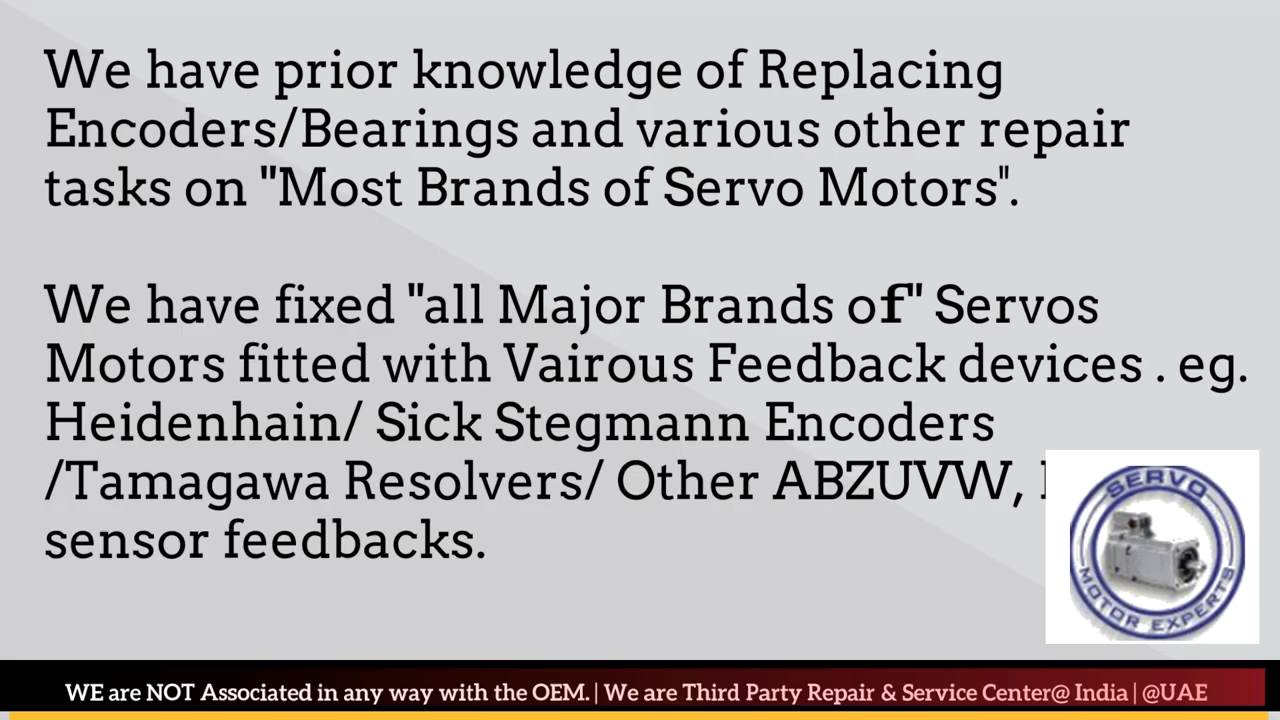 We have prior knowledge of Replacing
Encoders/Bearings and various other repair
tasks on "Most Brands of Servo Motors".
We have fixed "all Major Brands of" Servos
Motors fitted with Vairous Feedback devices . eg.
Heidenhain/ Sick Stegmann Encoders
/Tamagawa Resolvers/ Other ABZUVW,
sensor feedbacks.
SERVO
MOTOR EXPERTS
WE are NOT Associated in any way with the OEM. | We are Third Party Repair & Service Center@ India | @UAE